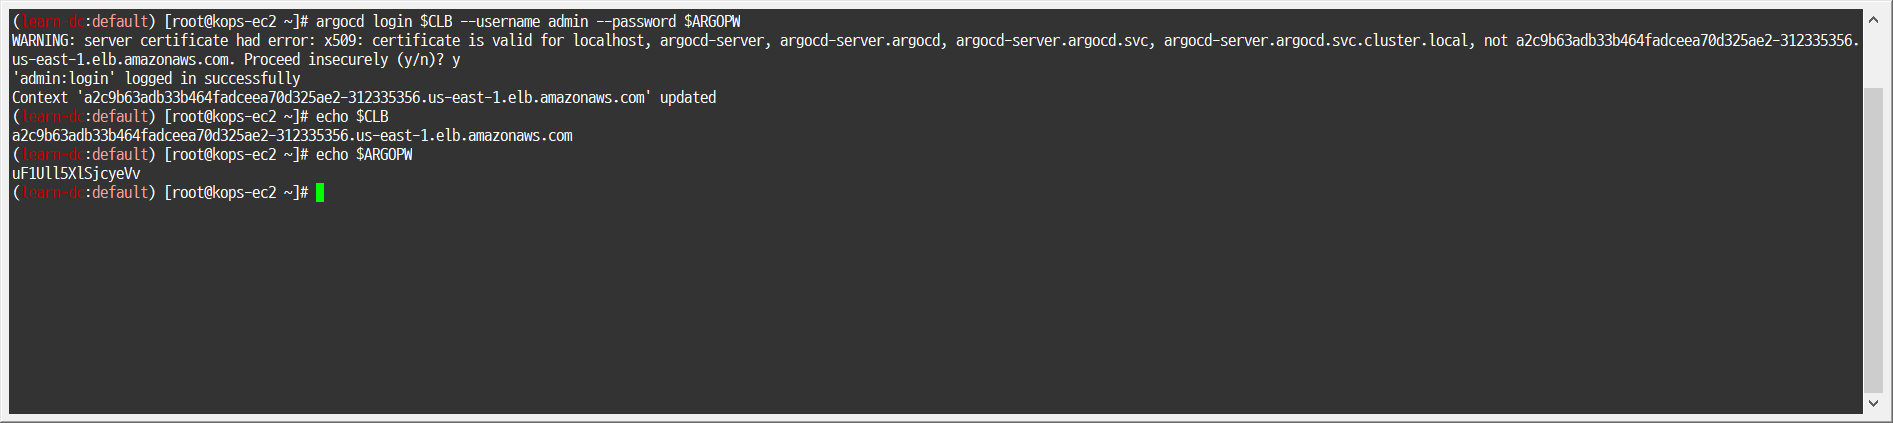 (learn-dc:default) [root@kops-ec2 ~]# argocd login $CLB --username admin --password $ARGOPW
WARNING: server certificate had error: x509: certificate is valid for localhost, argocd-server, argocd-server.argocd, argocd-server.argocd.svc, argocd-server.argocd.svc.cluster.local, not a2c9b63adb33b464fadceea70d325ae2-312335356.
us-east-1.elb.amazonaws.com. Proceed insecurely (y/n)? y
'admin:login' logged in successfully
Context 'a2c9b63adb33b464fadceea70d325ae2-312335356.us-east-1.elb.amazonaws.com' updated
(learn-dc:default) [root@kops-ec2 ~]# echo $CLB
a2c9b63adb33b464fadceea70d325ae2-312335356.us-east-1.elb.amazonaws.com
(learn-dc:default) [root@kops-ec2 ~]# echo $ARGOPW
uF1Ull5XlSjcyeVv
(learn-dc:default) [root@kops-ec2 ~]#